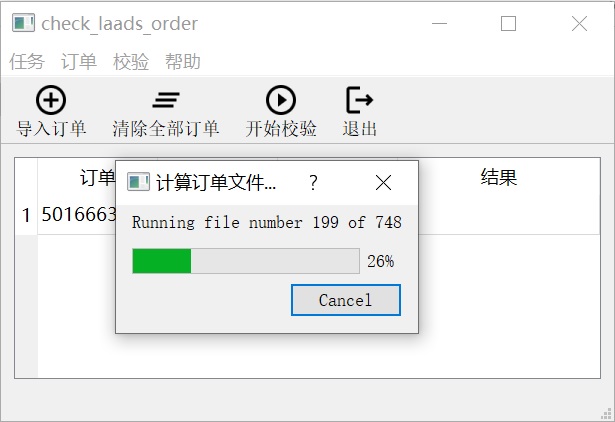 check_laads_order
任务 订单 校验 帮助
导入订单 清除全部订单 开始校验 退出
订单 结果
计算订单文件... ?
1 5016663
Running file number 199 of 748
26%
Cancel